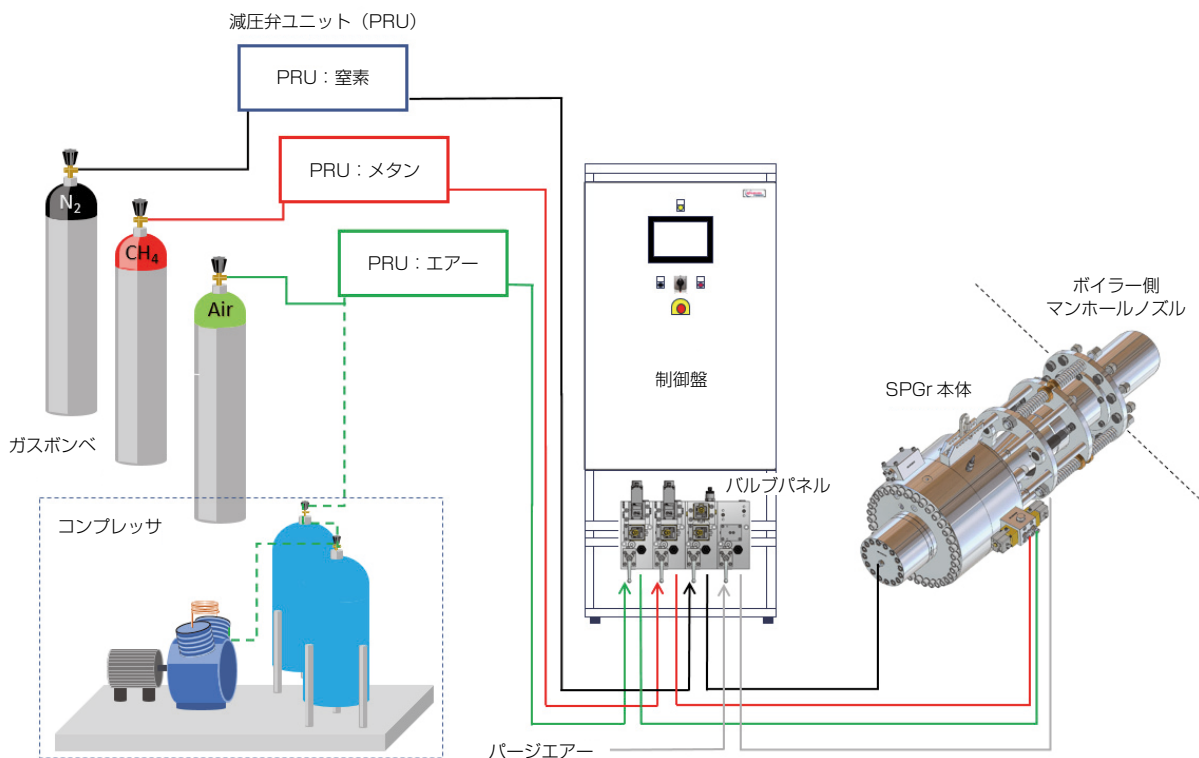 減圧弁ユニット（PRU）
PRU：窒素
PRU：メタン
PRU：エアー
N2
CH4
Air
ガスボンベ
コンプレッサ
制御盤
バルブパネル
ボイラー側
マンホールノズル
SPGr 本体
パージエアー